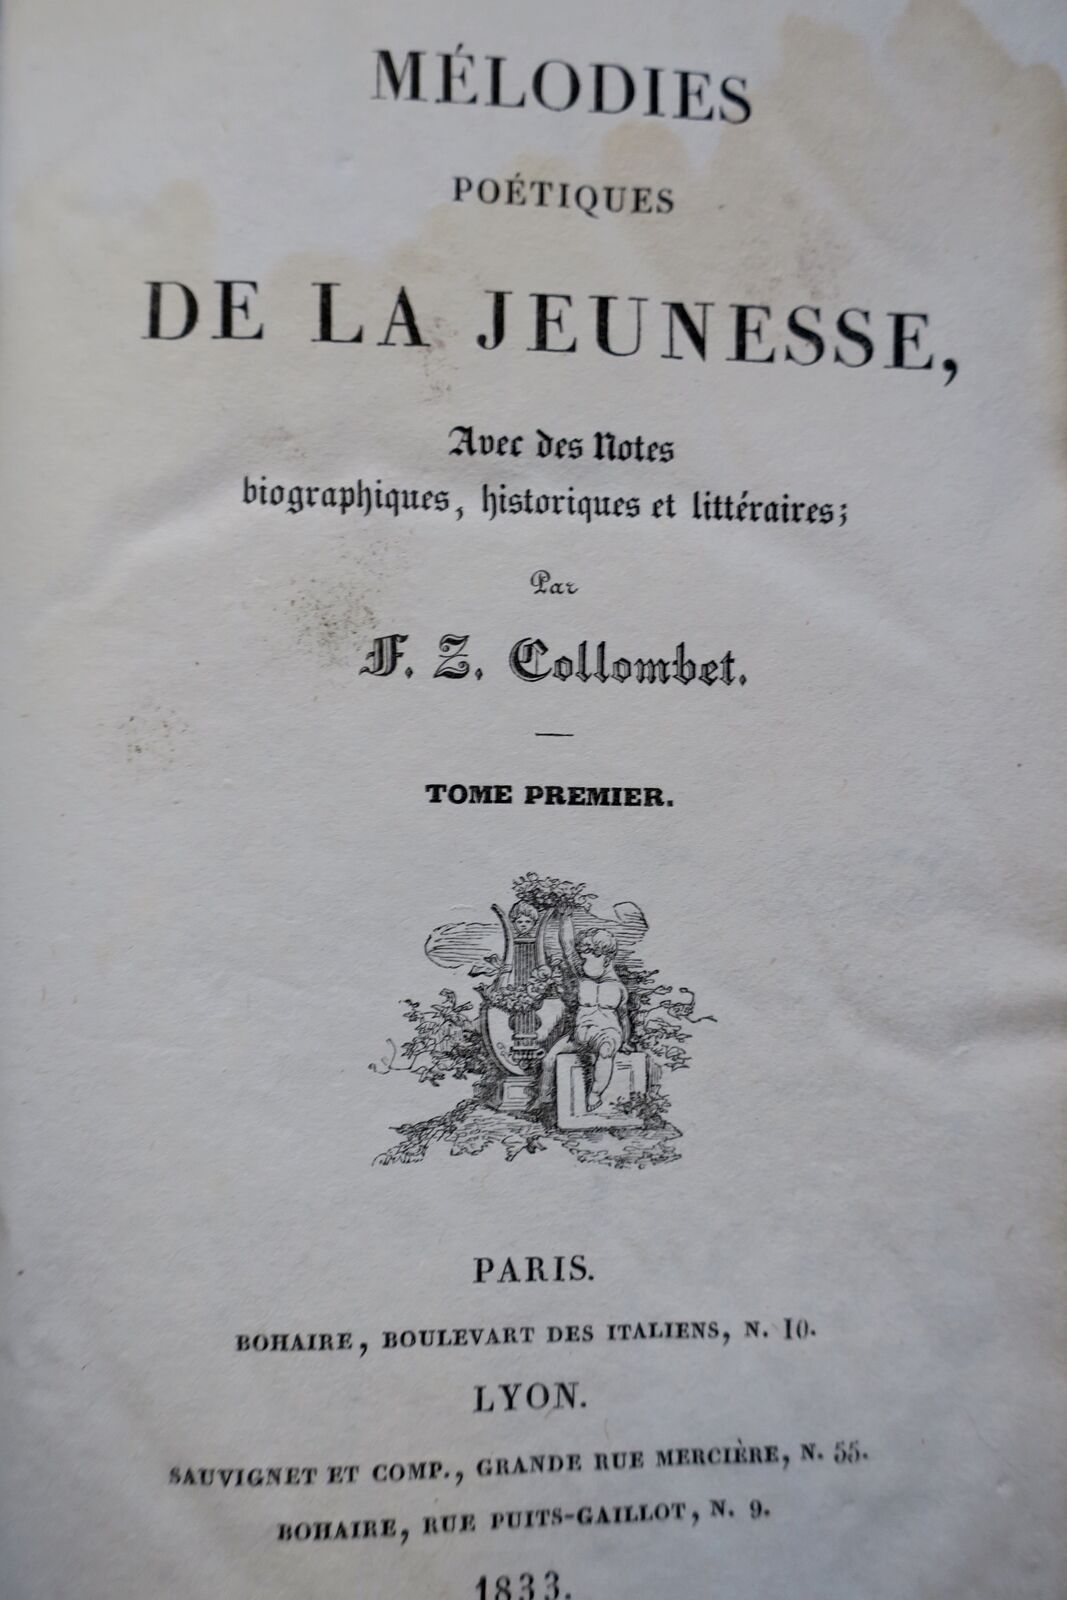 MÉLODIES
POÉTIQUES
DE LA JEUNESSE,
Avec des Notes
biographiques, historiques et littéraires;
Par
F. Z. Collombet.
TOME PREMIER.
PARIS.
BOHAIRE, BOULEVART DES ITALIENS, N. 10.
LYON.
SAUVIGNET ET COMP., GRANDE RUE MERCIÈRE, N. 55.
BOHAIRE, RUE PUITS-GAILLOT, N. 9.
1833.